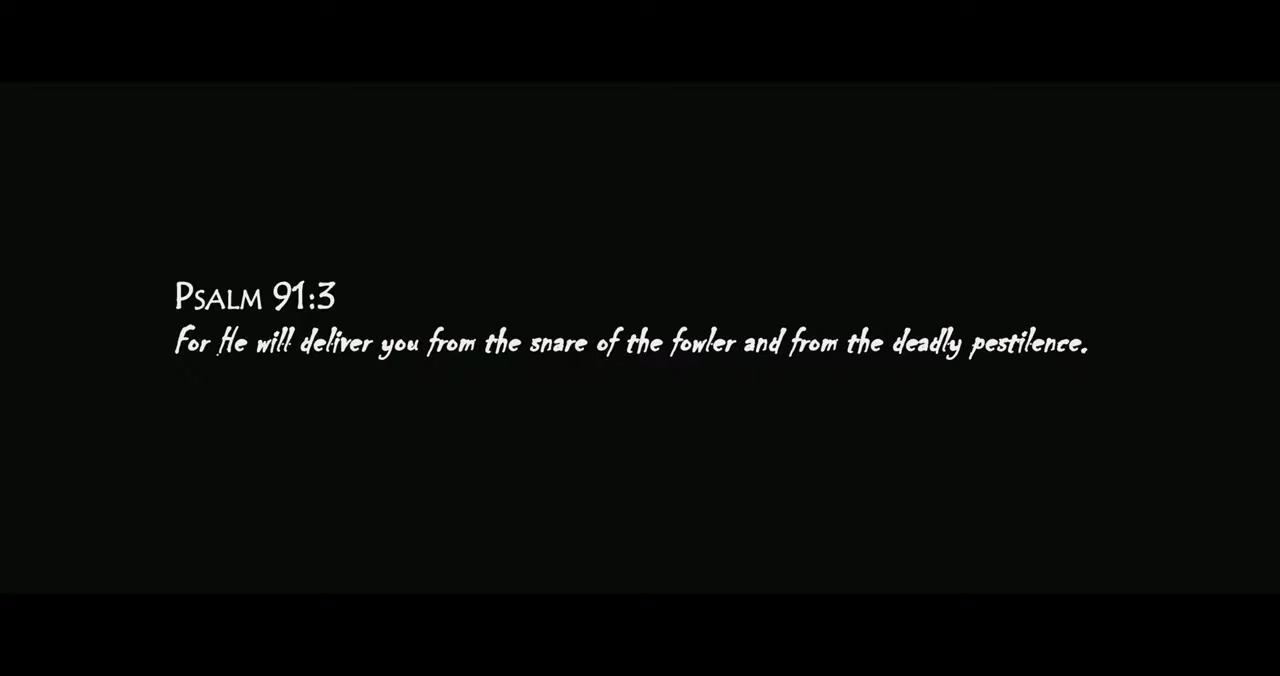 Psalm 91:3
For He will deliver you from the snare of the fowler and from the deadly pestilence.